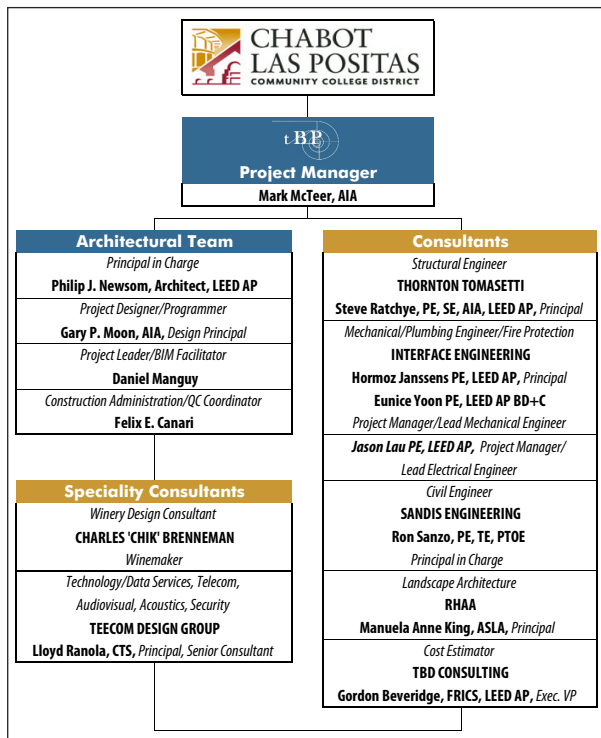 CHABOT
LAS POSITAS
COMMUNITY COLLEGE DISTRICT
tBP
Project Manager
Mark McTeer, AIA
Architectural Team
Principal in Charge
Philip J. Newsom, Architect, LEED AP
Project Designer/Programmer
Gary P. Moon, AIA, Design Principal
Project Leader/BIM Facilitator
Daniel Manguy
Construction Administration/QC Coordinator
Felix E. Canari
Speciality Consultants
Winery Design Consultant
CHARLES 'CHIK' BRENNEMAN
Winemaker
Technology/Data Services, Telecom,
Audiovisual, Acoustics, Security
TEECOM DESIGN GROUP
Lloyd Ranola, CTS, Principal, Senior Consultant
Consultants
Structural Engineer
THORNTON TOMASETTI
Steve Ratchye, PE, SE, AIA, LEED AP, Principal
Mechanical/Plumbing Engineer/Fire Protection
INTERFACE ENGINEERING
Hormoz Janssens PE, LEED AP, Principal
Eunice Yoon PE, LEED AP BD+C
Project Manager/Lead Mechanical Engineer
Jason Lau PE, LEED AP, Project Manager/
Lead Electrical Engineer
Civil Engineer
SANDIS ENGINEERING
Ron Sanzo, PE, TE, PTOE
Principal in Charge
Landscape Architecture
RHAA
Manuela Anne King, ASLA, Principal
Cost Estimator
TBD CONSULTING
Gordon Beveridge, FRICS, LEED AP, Exec. VP